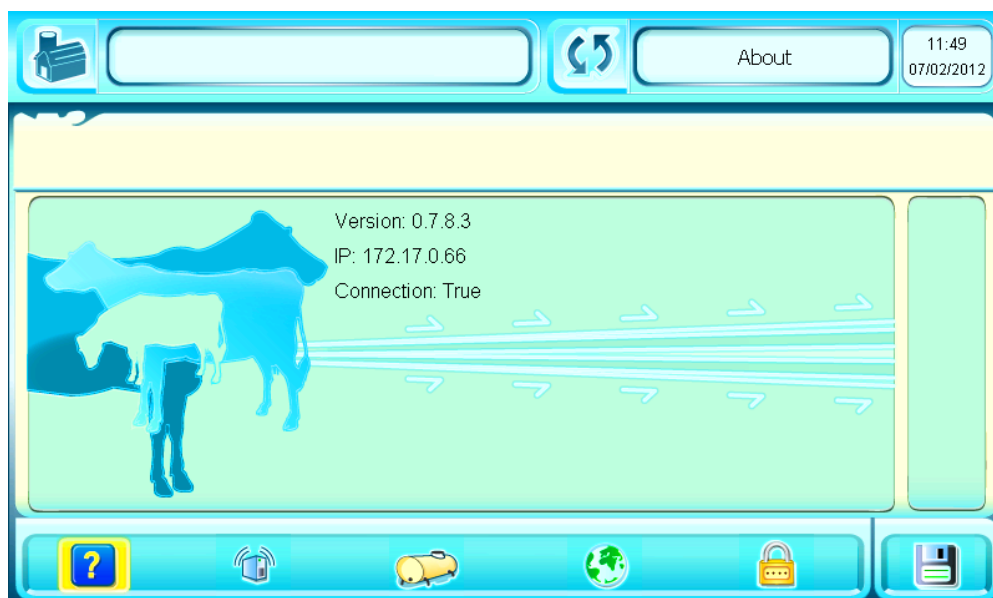 About
11:49
07/02/2012
Version: 0.7.8.3
IP: 172.17.0.66
Connection: True
?